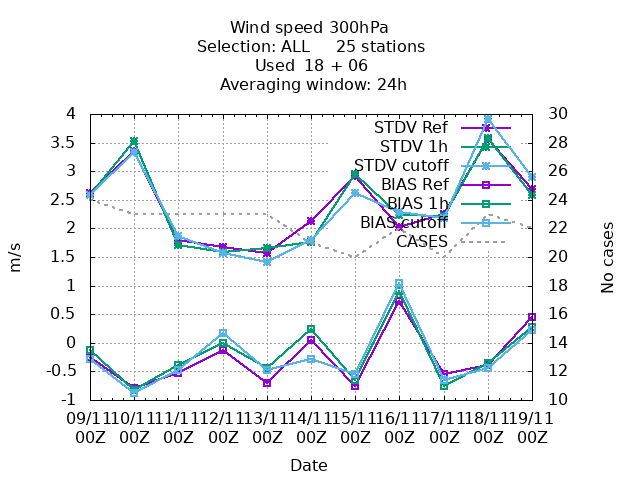 Wind speed 300hPa
Selection: ALL     25 stations
Used  18 + 06
Averaging window: 24h
4
3.5
3
2.5
2
1.5
1
0.5
0
-0.5
-1
m/s
STDV Ref
STDV 1h
STDV cutoff
BIAS Ref
BIAS 1h
BIAS cutoff
CASES
30
28
26
24
22
20
18
16
14
12
10
No cases
09/11 10/11 11/11 12/11 13/11 14/11 15/11 16/11 17/11 18/11 19/11
00Z 00Z 00Z 00Z 00Z 00Z 00Z 00Z 00Z 00Z 00Z
Date